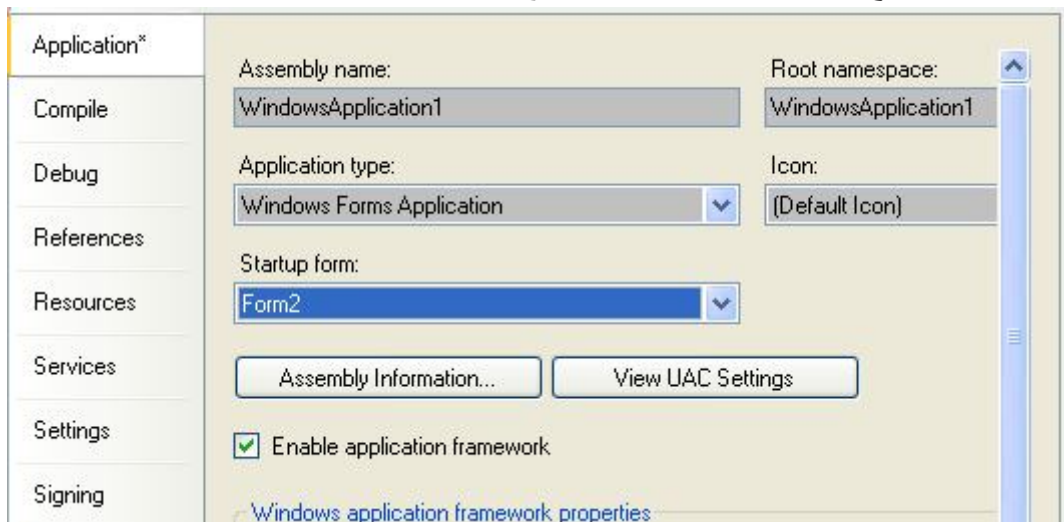 Application*
Compile
Debug
References
Resources
Services
Settings
Signing
Assembly name:
WindowsApplication1
Root namespace:
WindowsApplication1
Application type:
Windows Forms Application
Icon:
(Default Icon)
Startup form:
Form2
Assembly Information...
View UAC Settings
Enable application framework
Windows application framework properties